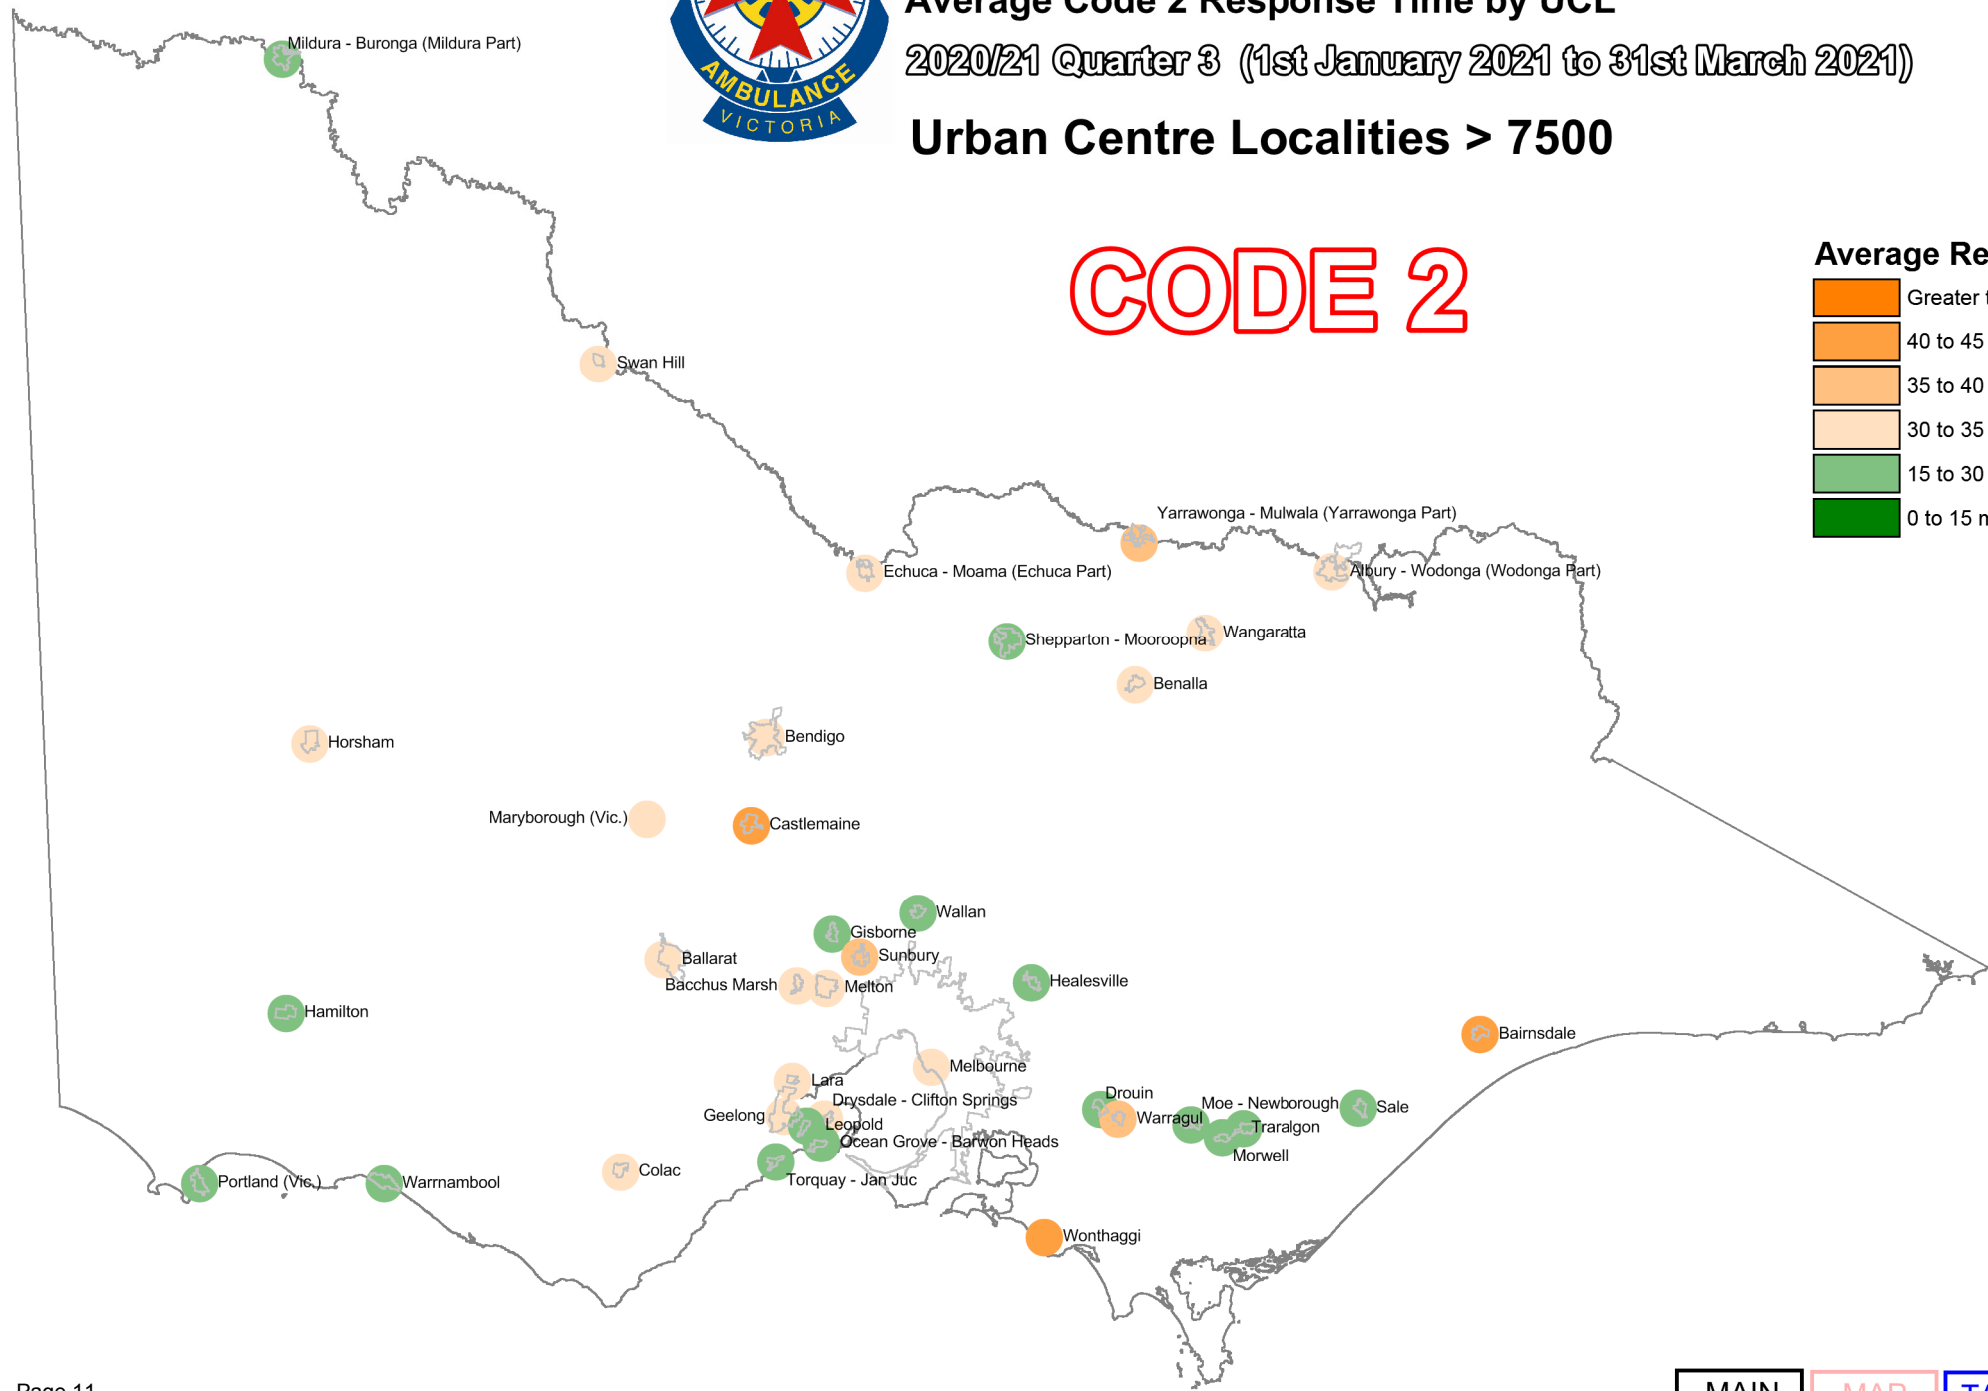 Average Code 2 Response Time by UCL
2020/21 Quarter 3 (1st January 2021 to 31st March 2021)
Urban Centre Localities > 7500
AMBULANCE
VICTORIA
CODE 2
Average Re
Greater t
40 to 45
35 to 40
30 to 35
15 to 30
0 to 15 m
Mildura - Buronga (Mildura Part)
Swan Hill
Yarrawonga - Mulwala (Yarrawonga Part)
Echuca - Moama (Echuca Part)
Albury - Wodonga (Wodonga Part)
Shepparton - Mooroopna
Wangaratta
Benalla
Horsham
Bendigo
Maryborough (Vic.)
Castlemaine
Wallan
Gisborne
Sunbury
Ballarat
Bacchus Marsh
Melton
Healesville
Hamilton
Bairnsdale
Melbourne
Lara
Drysdale - Clifton Springs
Geelong
Leopold
Ocean Grove - Barwon Heads
Torquay - Jan Juc
Drouin
Warragul
Moe - Newborough
Traralgon
Morwell
Sale
Colac
Portland (Vic.)
Warrnambool
Wonthaggi
Page 11
MAIN
MAP
TA